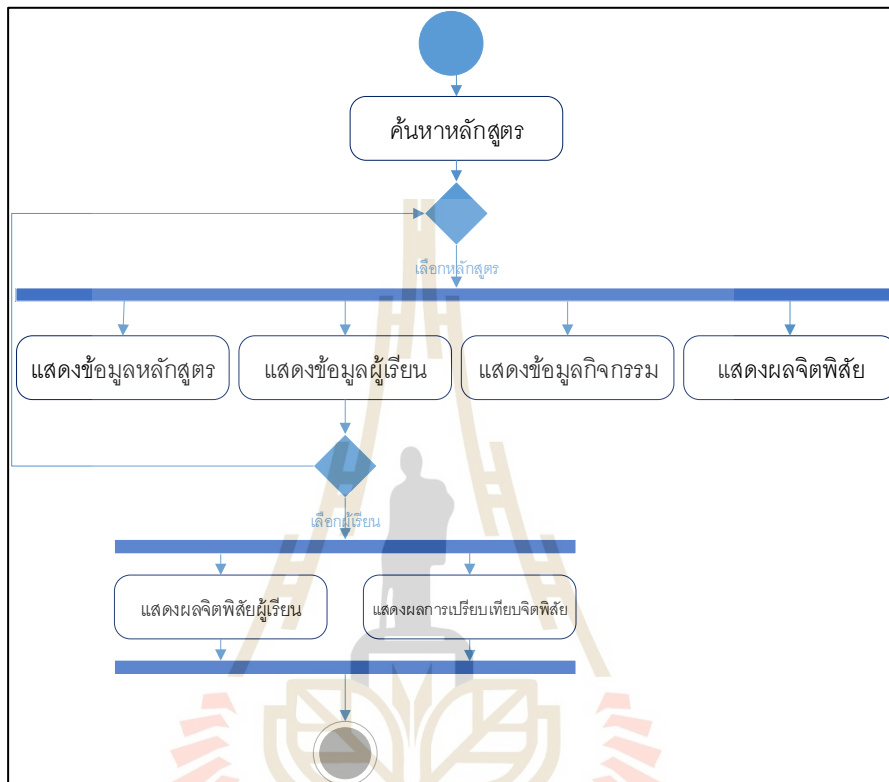 ค้นหาหลักสูตร
เลือกหลักสูตร
แสดงข้อมูลหลักสูตร
แสดงข้อมูลผู้เรียน
แสดงข้อมูลกิจกรรม
แสดงผลจิตพิสัย
เลือกผู้เรียน
แสดงผลจิตพิสัยผู้เรียน
แสดงผลการเปรียบเทียบจิตพิสัย